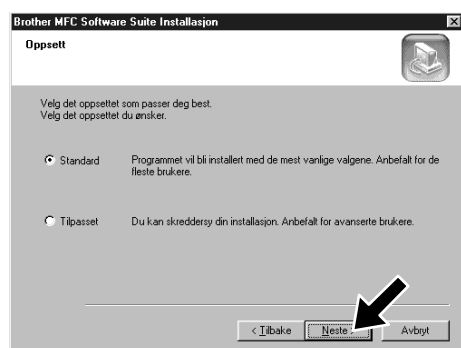 Brother MFC Software Suite Installasjon
Oppsett
Velg det oppsettet som passer deg best.
Velg det oppsettet du ønsker.
Standard
Programmet vil bli installert med de mest vanlige valgene. Anbefalt for de
fleste brukere.
Tilpasset
Du kan skreddersy din installasjon. Anbefalt for avanserte brukere.
< Tilbake
Neste
Avbryt